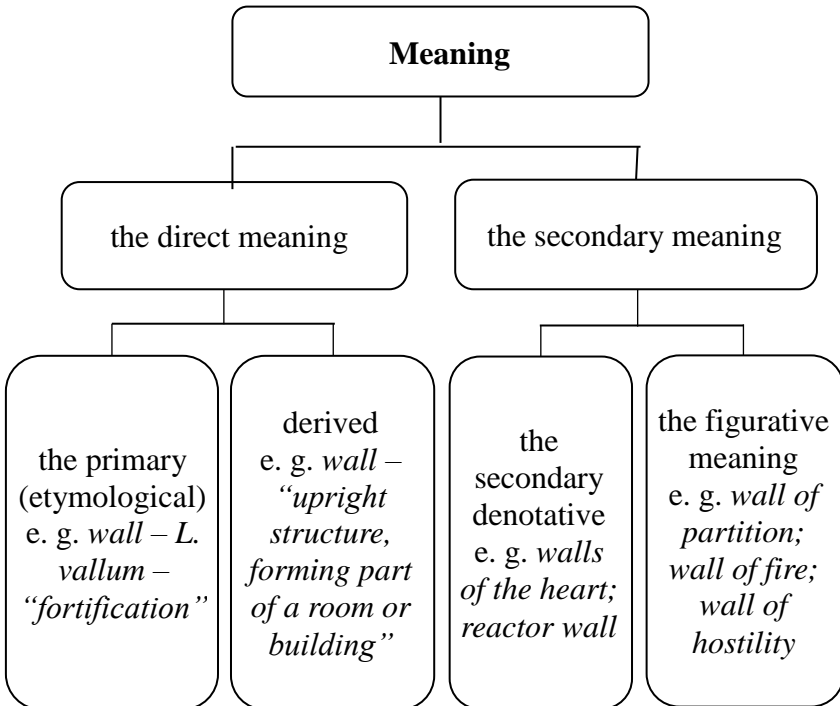 Meaning
the direct meaning
the secondary meaning
the primary
(etymological)
e. g. wall – L.
vallum –
“fortification”
derived
e. g. wall –
“upright
structure,
forming part
of a room or
building”
the
secondary
denotative
e. g. walls
of the heart;
reactor wall
the figurative
meaning
e. g. wall of
partition;
wall of fire;
wall of
hostility